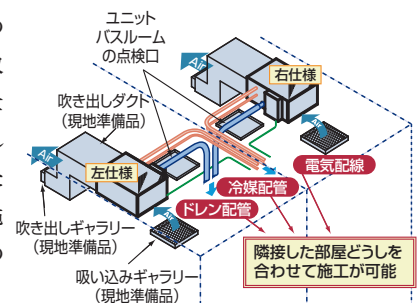 ユニット
バスルーム
の点検口
Air
右仕様
吹き出しダクト
(現地準備品)
Air
Air
左仕様
電気配線
冷媒配管
ドレン配管
吹き出しギャラリー
(現地準備品)
Air
隣接した部屋どうしを
合わせて施工が可能
吸い込みギャラリー
(現地準備品)